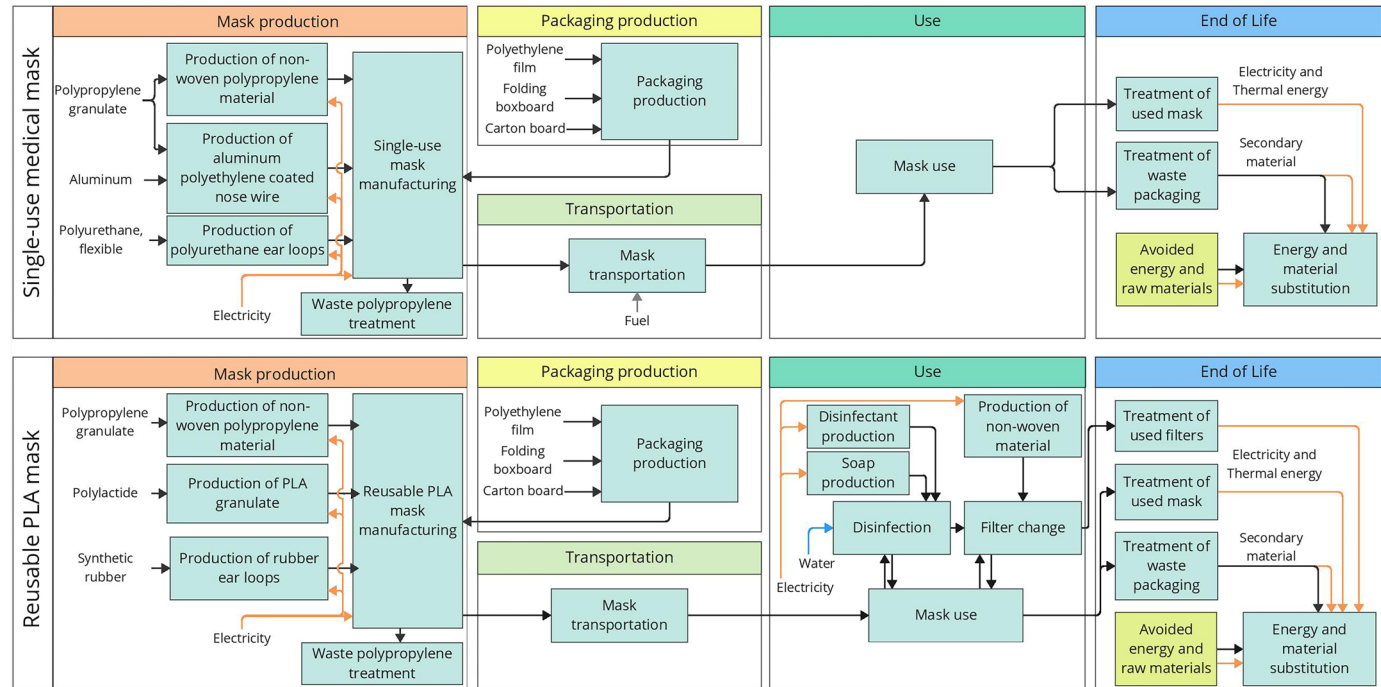 Single-use medical mask
Mask production
Packaging production
Use
End of Life
Polypropylene
granulate
Aluminum
Polyurethane,
flexible
Production of non-
woven polypropylene
material
Production of
aluminum
polyethylene coated
nose wire
Production of
polyurethane ear loops
Electricity
Single-use
mask
manufacturing
Waste polypropylene
treatment
Polyethylene
film
Folding
boxboard
Carton board
Packaging
production
Transportation
Mask
transportation
Fuel
Mask use
Treatment of
used mask
Electricity and
Thermal energy
Treatment of
waste
packaging
Secondary
material
Avoided
energy and
raw materials
Energy and
material
substitution
Reusable PLA mask
Mask production
Packaging production
Use
End of Life
Polypropylene
granulate
Polylactide
Synthetic
rubber
Production of non-
woven polypropylene
material
Production of PLA
granulate
Production of rubber
ear loops
Electricity
Reusable PLA
mask
manufacturing
Waste polypropylene
treatment
Polyethylene
film
Folding
boxboard
Carton board
Packaging
production
Transportation
Mask
transportation
Disinfectant
production
Soap
production
Production of
non-woven
material
Disinfection
Filter change
Water
Electricity
Mask use
Treatment of
used filters
Electricity and
Thermal energy
Treatment of
used mask
Treatment of
waste
packaging
Secondary
material
Avoided
energy and
raw materials
Energy and
material
substitution